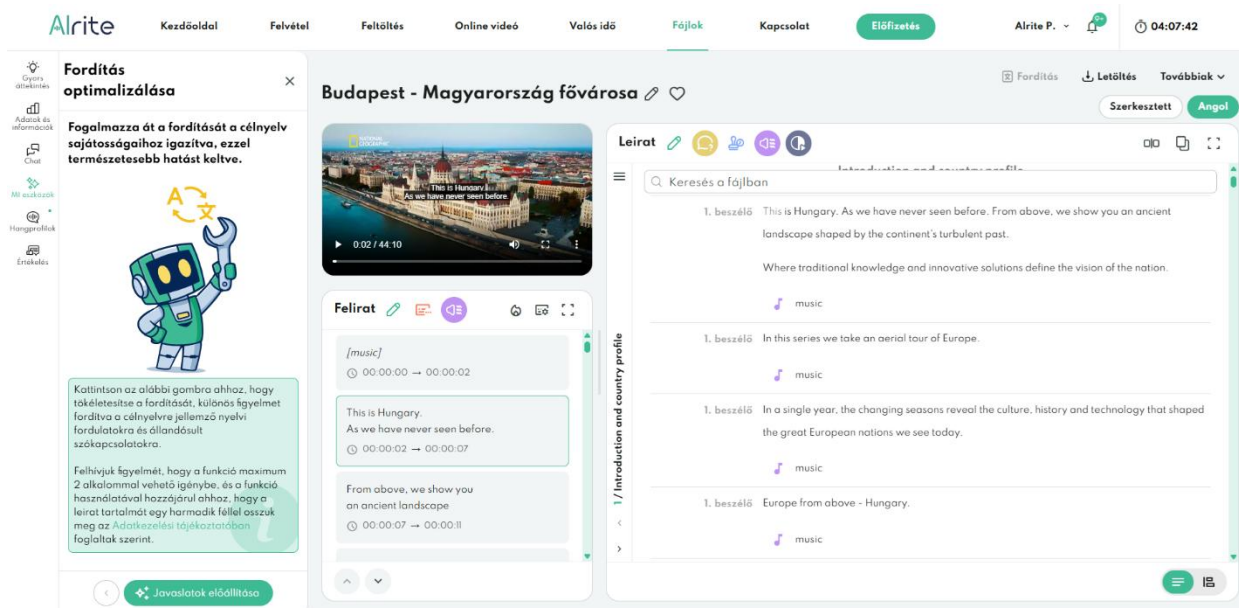 Alrite
Kezdőoldal
Felvétel
Feltöltés
Online videó
Valós idő
Fájlok
Kapcsolat
Előfizetés
Alrite P.
9+
04:07:42
Gyors
áttekintés
Adatok és
információk
Chat
MI eszközök
Hangprofilok
Értékelés
Fordítás
optimalizálása
Fogalmazza át a fordítását a célnyelv
sajátosságaihoz igazítva, ezzel
természetesebb hatást keltve.
A
文
Kattintson az alábbi gombra ahhoz, hogy
tökéletesítse a fordítását, különös figyelmet
fordítva a célnyelvre jellemző nyelvi
fordulatokra és állandósult
szókapcsolatokra.
Felhívjuk figyelmét, hogy a funkció maximum
2 alkalommal vehető igénybe, és a funkció
használatával hozzájárul ahhoz, hogy a
leirat tartalmát egy harmadik féllel osszuk
meg az Adatkezelési tájékoztatóban
foglaltak szerint.
Javaslatok előállítása
Budapest - Magyarország fővárosa
Fordítás
Letöltés
Továbbiak
Szerkesztett
Angol
NATIONAL
GEOGRAPHIC
This is Hungary.
As we have never seen before.
0:02 / 44:10
Felirat
[music]
00:00:00 → 00:00:02
This is Hungary.
As we have never seen before.
00:00:02 → 00:00:07
From above, we show you
an ancient landscape
00:00:07 → 00:00:11
Leirat
Introduction and country profile
Keresés a fájlban
1 / Introduction and country profile
1. beszélő This is Hungary. As we have never seen before. From above, we show you an ancient
landscape shaped by the continent's turbulent past.
Where traditional knowledge and innovative solutions define the vision of the nation.
music
1. beszélő In this series we take an aerial tour of Europe.
music
1. beszélő In a single year, the changing seasons reveal the culture, history and technology that shaped
the great European nations we see today.
music
1. beszélő Europe from above - Hungary.
music